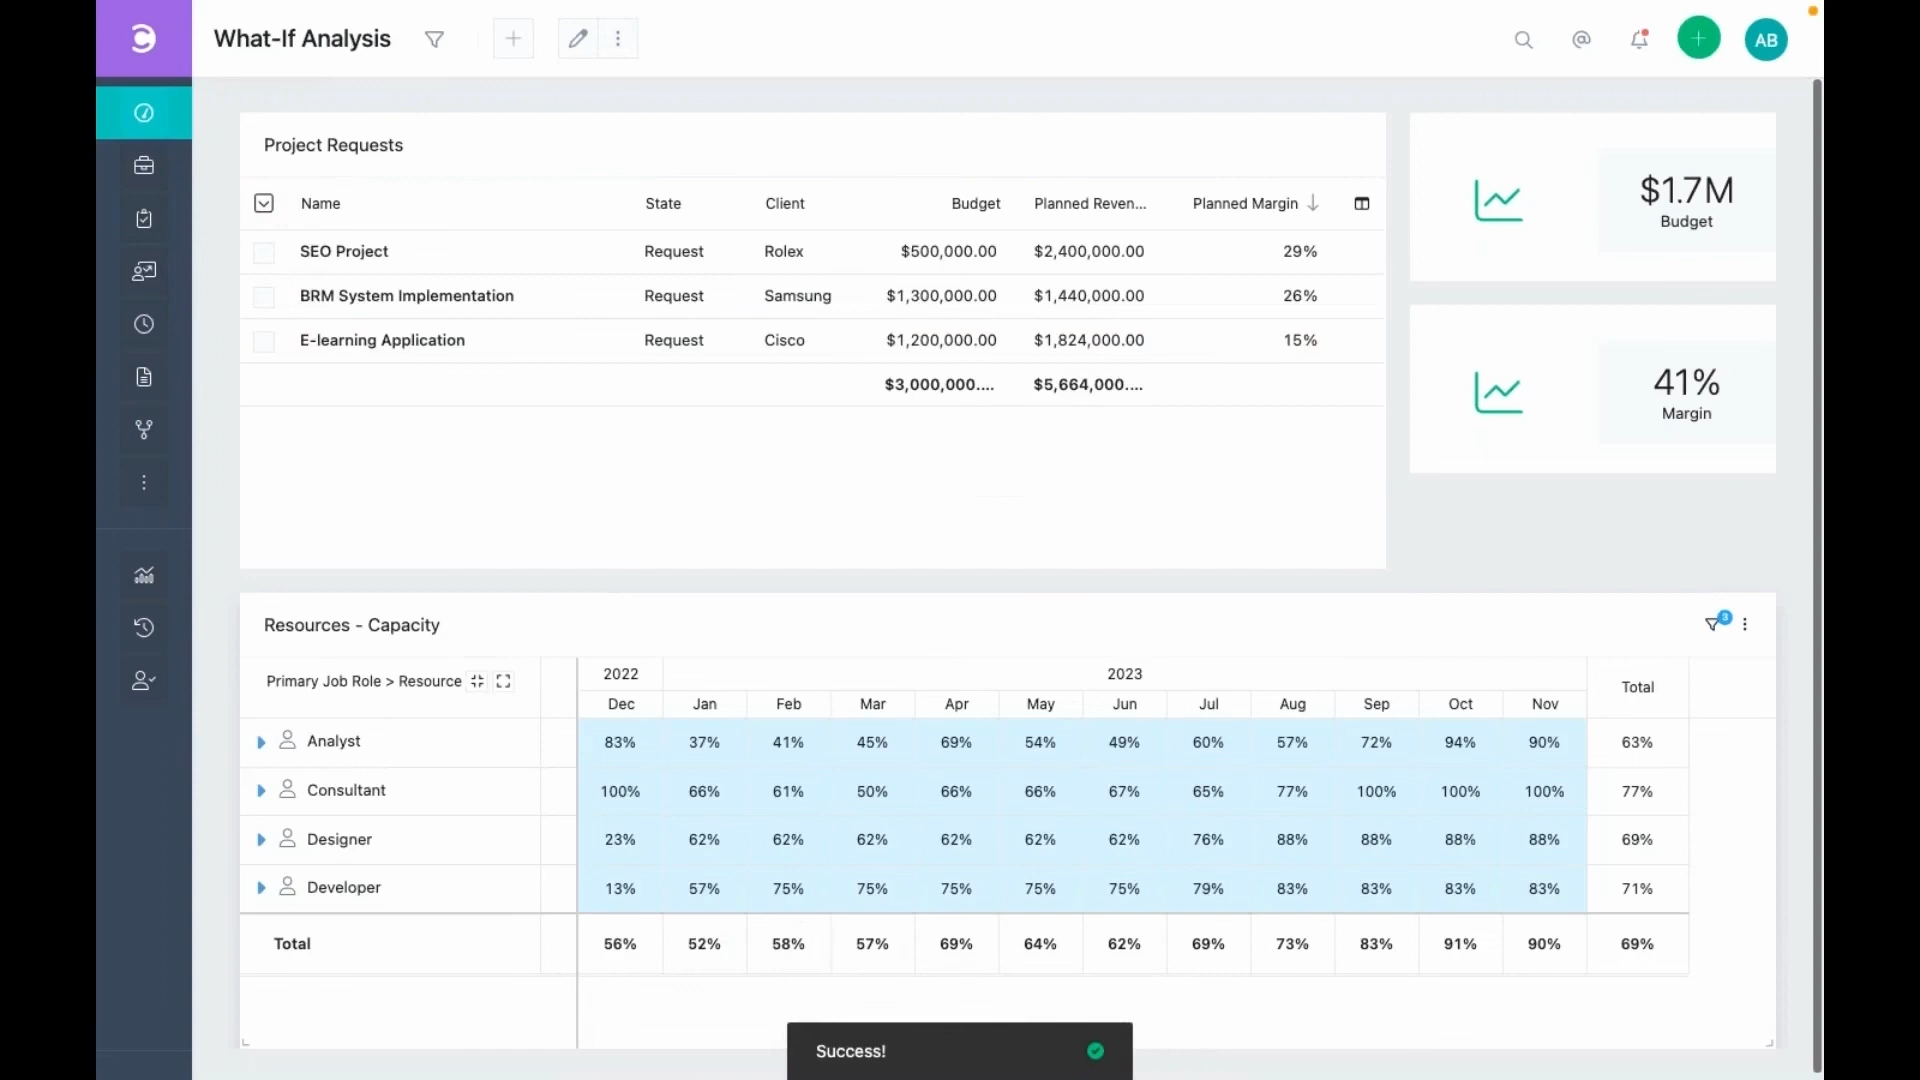 What-If Analysis
AB
Project Requests
Name State Client Budget Planned Reven... Planned Margin
SEO Project Request Rolex $500,000.00 $2,400,000.00 29%
BRM System Implementation Request Samsung $1,300,000.00 $1,440,000.00 26%
E-learning Application Request Cisco $1,200,000.00 $1,824,000.00 15%
$3,000,000.... $5,664,000....
$1.7M
Budget
41%
Margin
Resources - Capacity
3
Primary Job Role > Resource
2022 2023 Total
Dec Jan Feb Mar Apr May Jun Jul Aug Sep Oct Nov
Analyst 83% 37% 41% 45% 69% 54% 49% 60% 57% 72% 94% 90% 63%
Consultant 100% 66% 61% 50% 66% 66% 67% 65% 77% 100% 100% 100% 77%
Designer 23% 62% 62% 62% 62% 62% 62% 76% 88% 88% 88% 88% 69%
Developer 13% 57% 75% 75% 75% 75% 75% 79% 83% 83% 83% 83% 71%
Total 56% 52% 58% 57% 69% 64% 62% 69% 73% 83% 91% 90% 69%
Success!